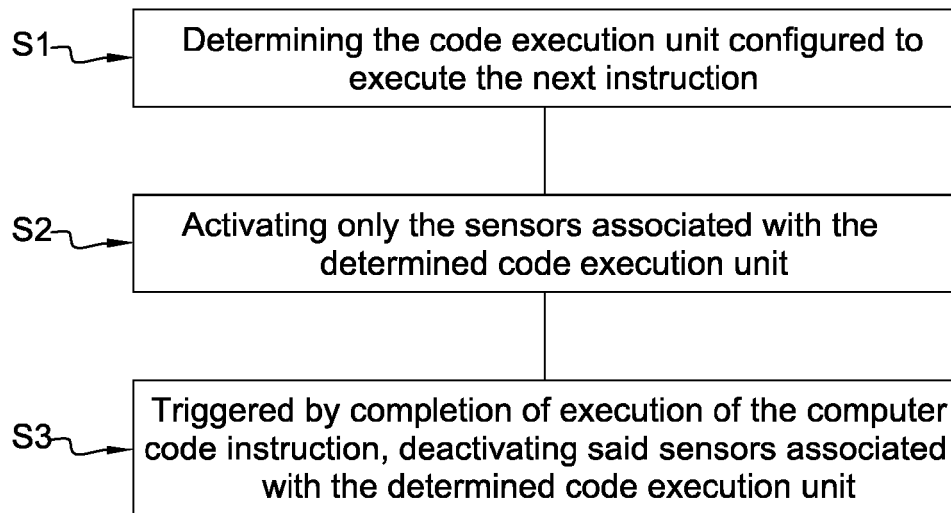 S1
Determining the code execution unit configured to
execute the next instruction
S2
Activating only the sensors associated with the
determined code execution unit
S3
Triggered by completion of execution of the computer
code instruction, deactivating said sensors associated
with the determined code execution unit